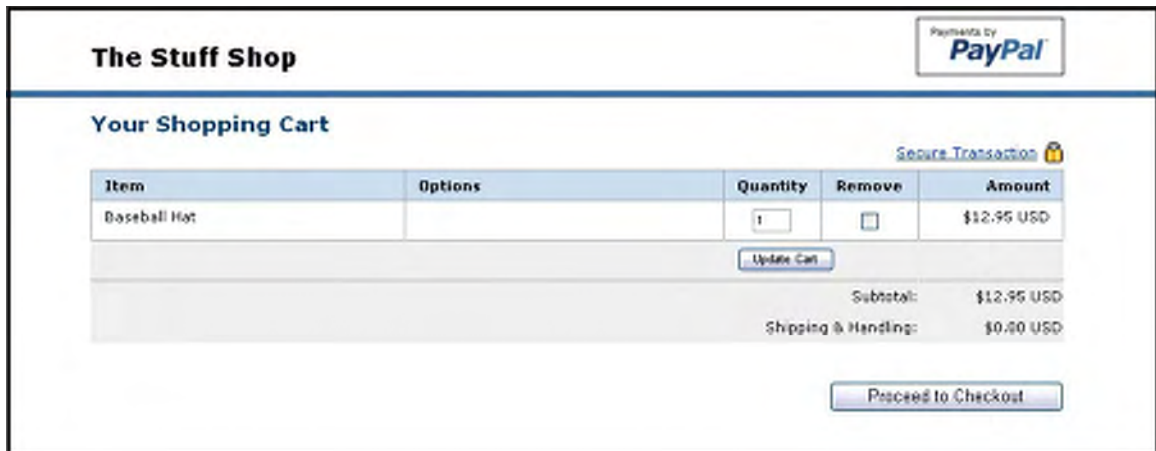 The Stuff Shop
Payments by
PayPal
Your Shopping Cart
Secure Transaction
Item Options Quantity Remove Amount
Baseball Hat 1 $12.95 USD
Update Cart
Subtotal: $12.95 USD
Shipping & Handling: $0.00 USD
Proceed to Checkout